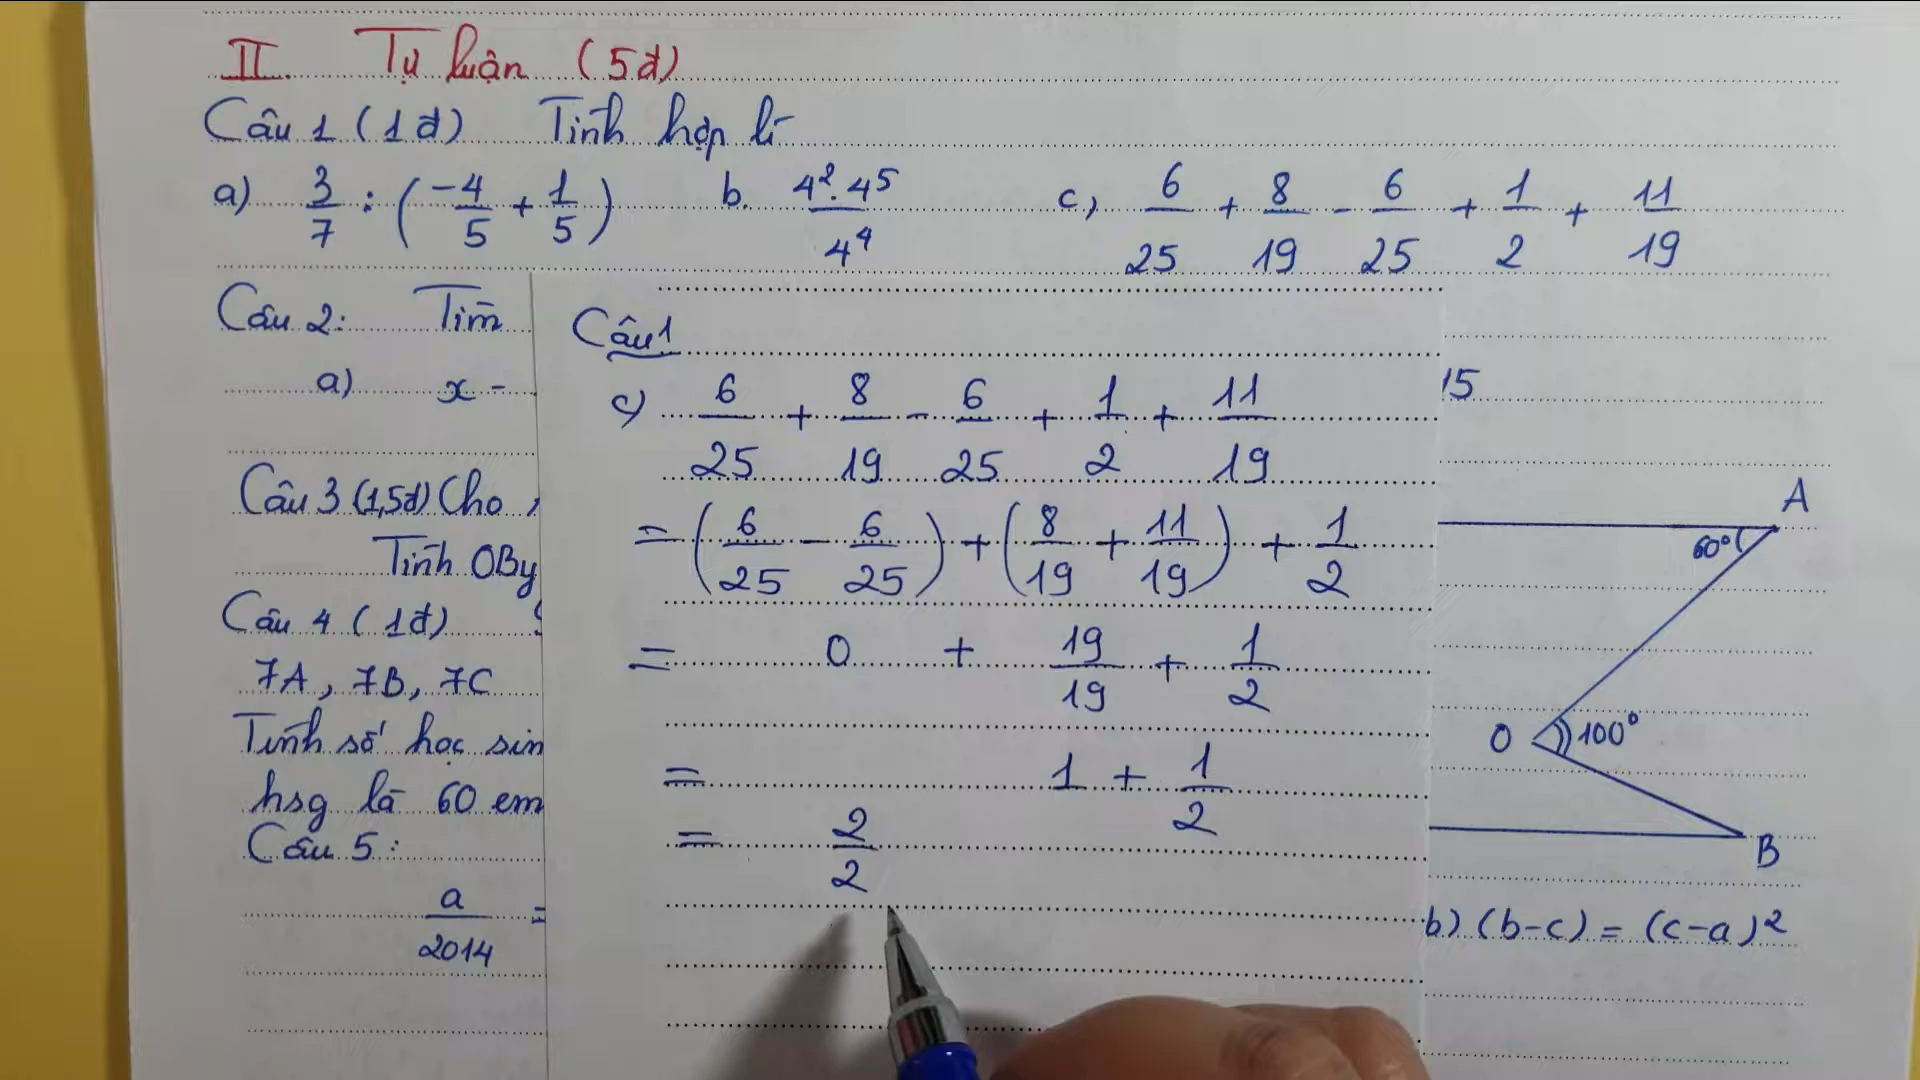 II. Tự luận (5đ)
Câu 1 (1đ) Tính hợp lí
a) 3/7 : (-4/5 + 1/5) b. 4². 4⁵ / 4⁴ c, 6/25 + 8/19 - 6/25 + 1/2 + 11/19
Câu 2: Tìm
a) x -
15
Câu 3 (1,5đ) Cho
Tính OBy
Câu 4 (1đ)
7A, 7B, 7C
Tính số học sin
hsg là 60 em
Câu 5:
a/2014 =
b) (b-c) = (c-a)²
Câu 1
c) 6/25 + 8/19 - 6/25 + 1/2 + 11/19
= (6/25 - 6/25) + (8/19 + 11/19) + 1/2
= 0 + 19/19 + 1/2
= 1 + 1/2
= 2/2
A
60°
O 100°
B